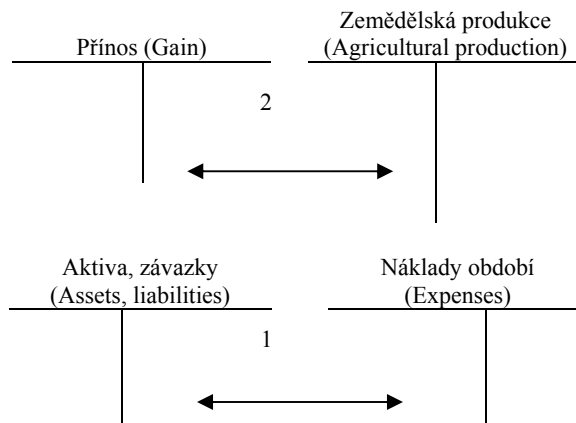 Přínos (Gain)
Zemědělská produkce
(Agricultural production)
2
Aktiva, závazky
(Assets, liabilities)
Náklady období
(Expenses)
1